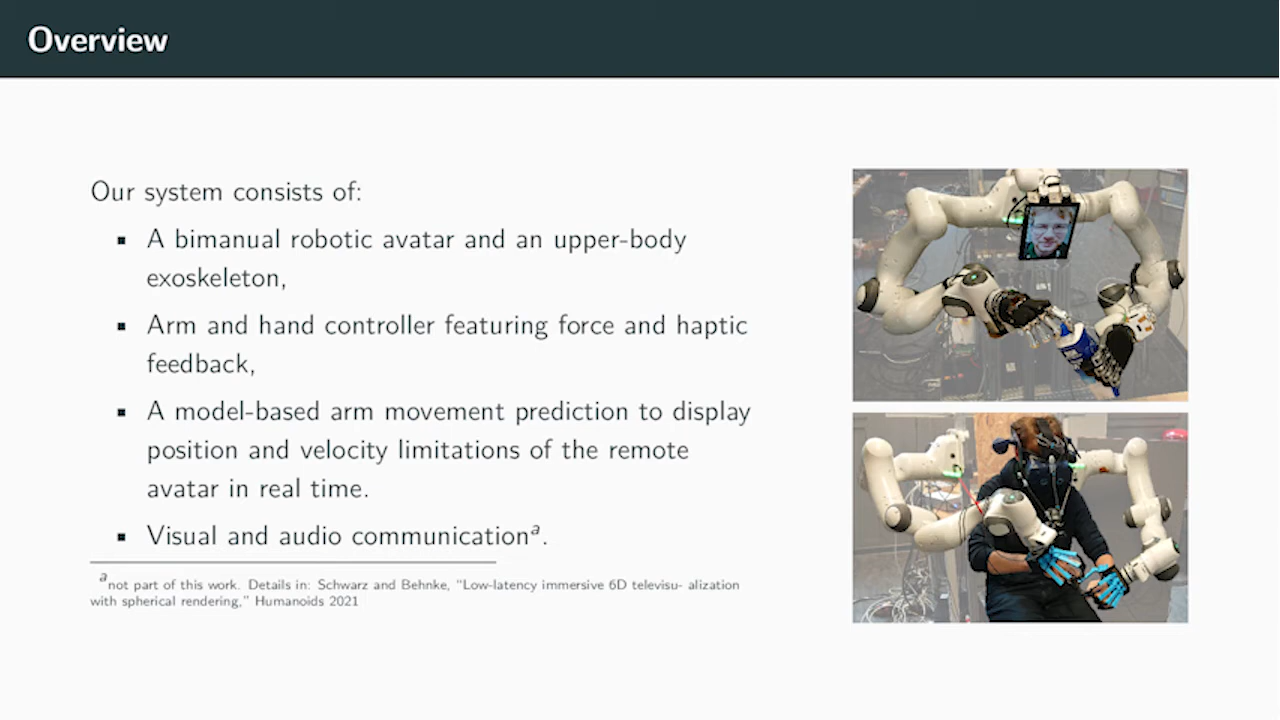 Overview
Our system consists of:
▪ A bimanual robotic avatar and an upper-body
exoskeleton,
▪ Arm and hand controller featuring force and haptic
feedback,
▪ A model-based arm movement prediction to display
position and velocity limitations of the remote
avatar in real time.
▪ Visual and audio communicationᵃ.
ᵃnot part of this work. Details in: Schwarz and Behnke, “Low-latency immersive 6D televisu- alization
with spherical rendering,” Humanoids 2021